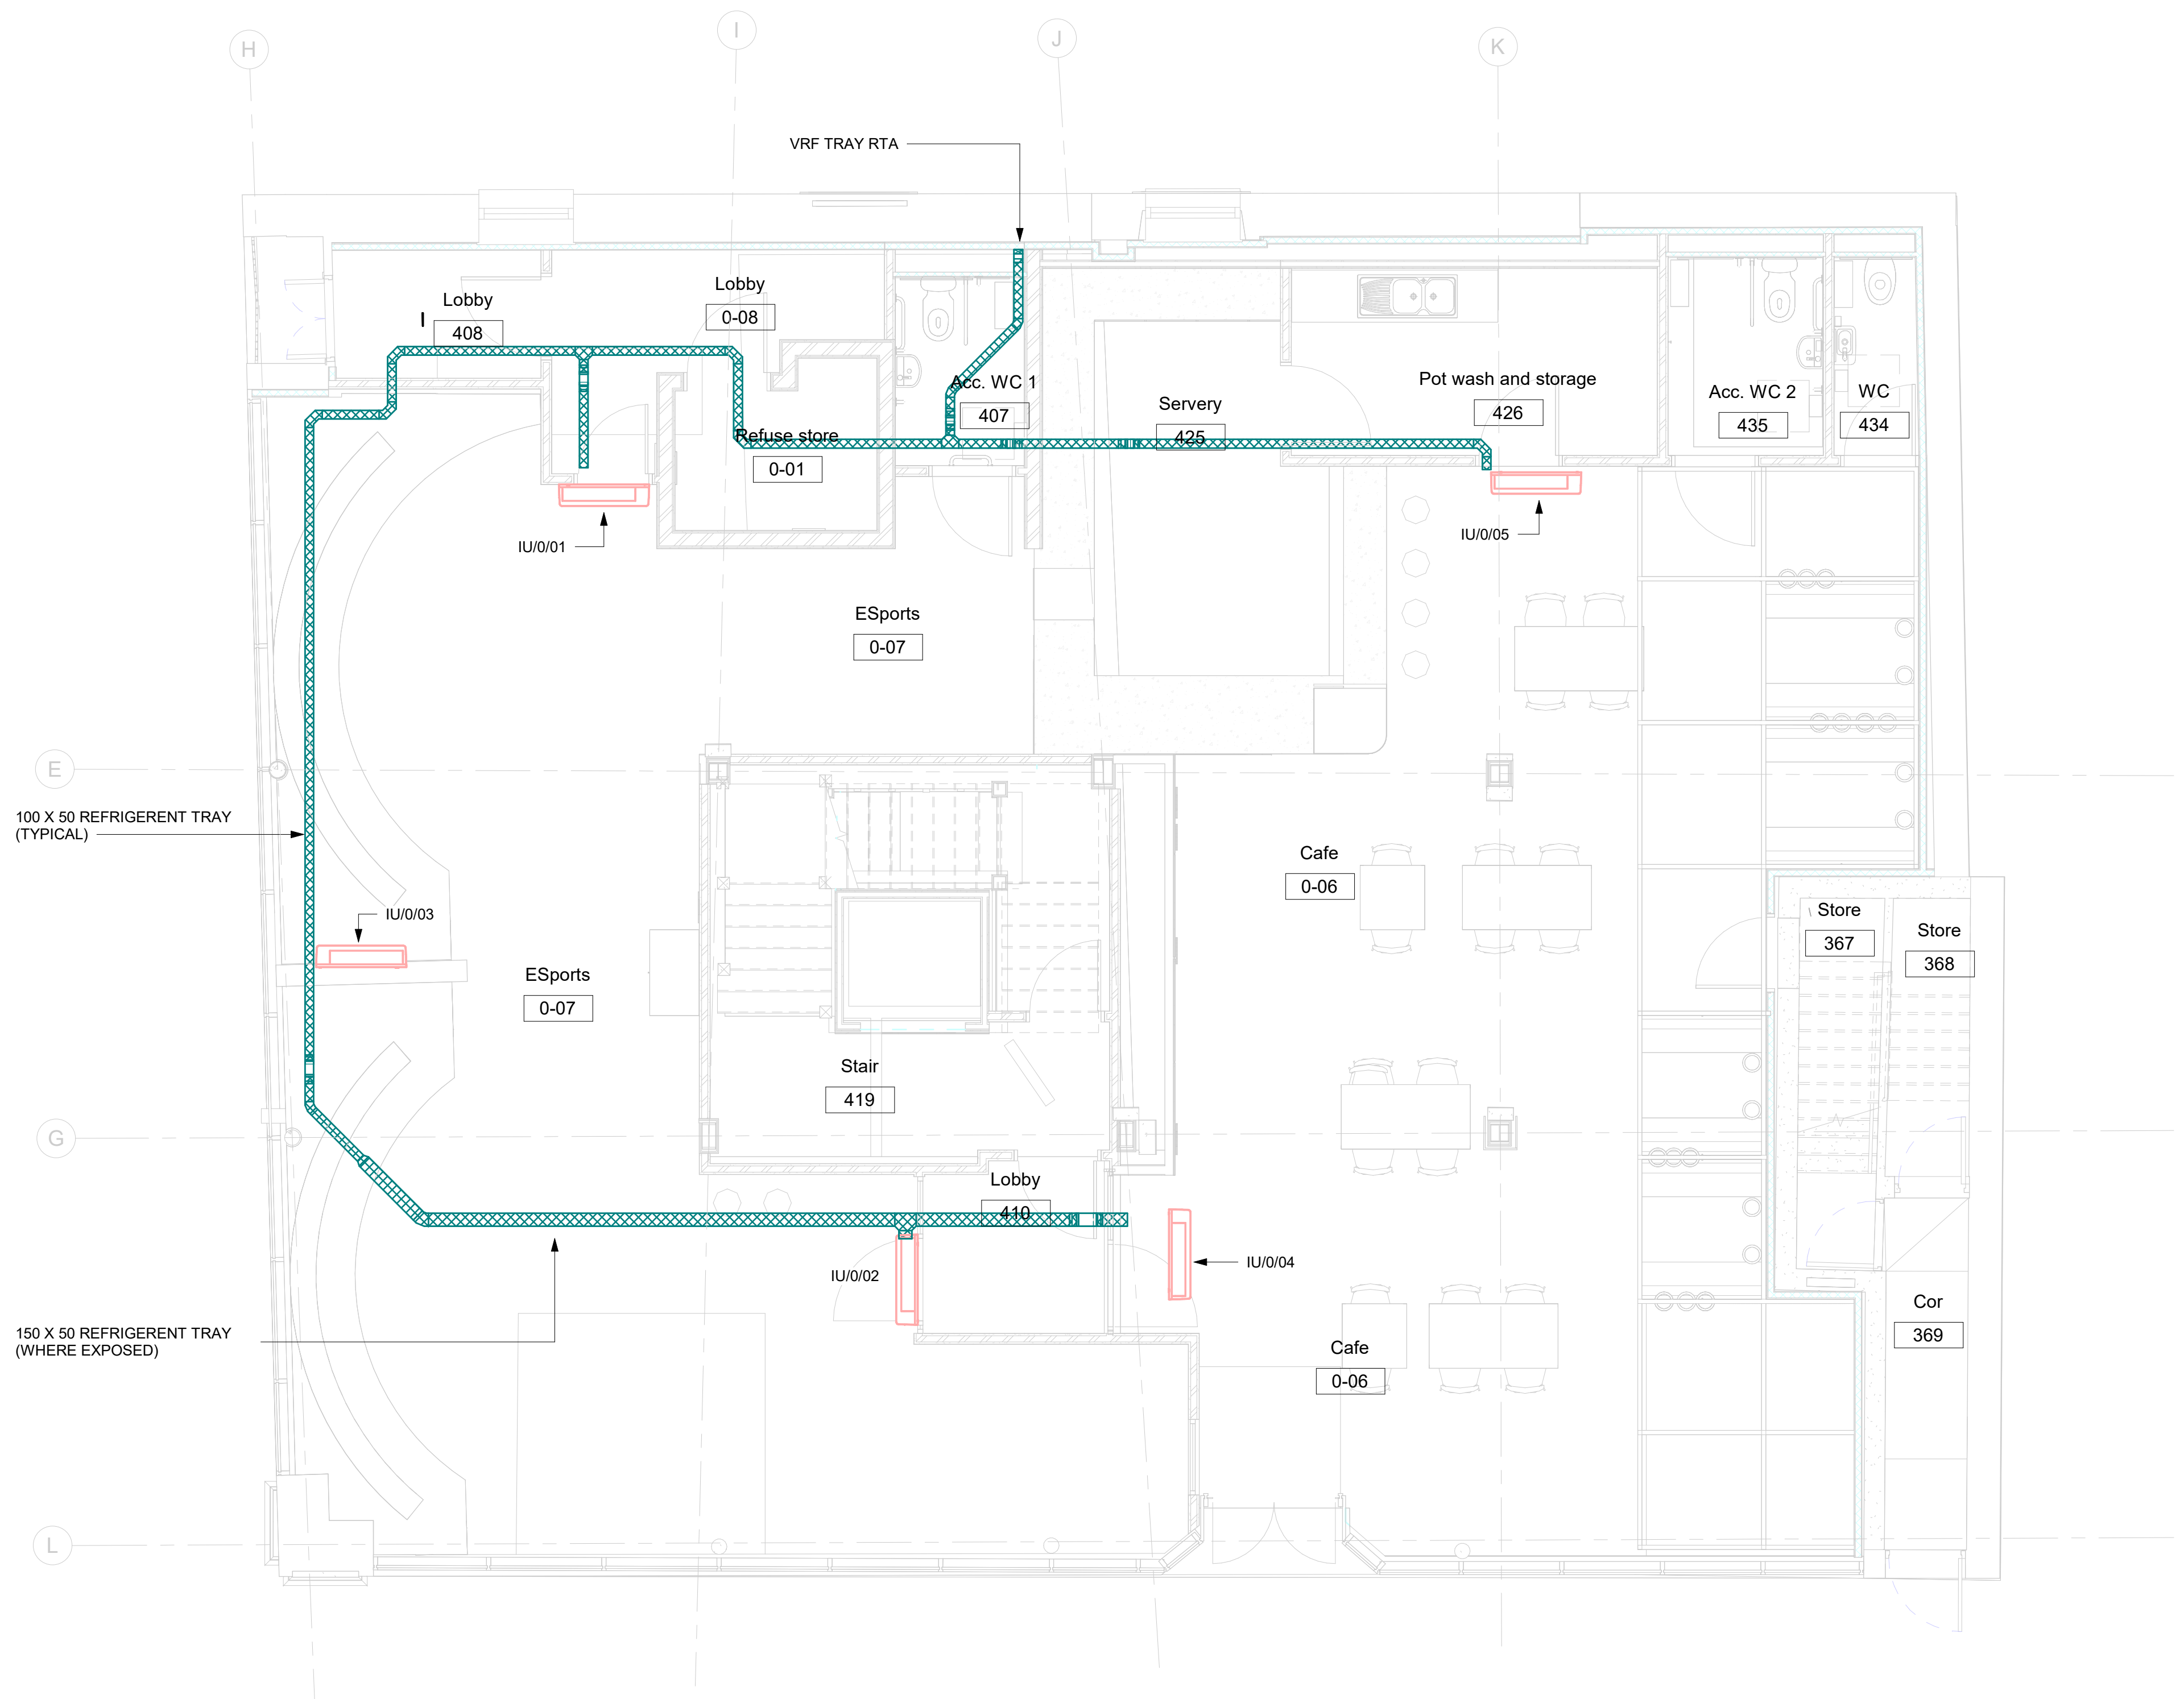 H
I
J
K
VRF TRAY RTA
Lobby
408
I
Lobby
0-08
Acc. WC 1
407
Servery
425
Pot wash and storage
426
Acc. WC 2
435
WC
434
Refuse store
0-01
IU/0/01
IU/0/05
ESports
0-07
E
100 X 50 REFRIGERENT TRAY
(TYPICAL)
Cafe
0-06
IU/0/03
Store
367
Store
368
ESports
0-07
Stair
419
G
Lobby
410
IU/0/02
IU/0/04
150 X 50 REFRIGERENT TRAY
(WHERE EXPOSED)
Cor
369
Cafe
0-06
L